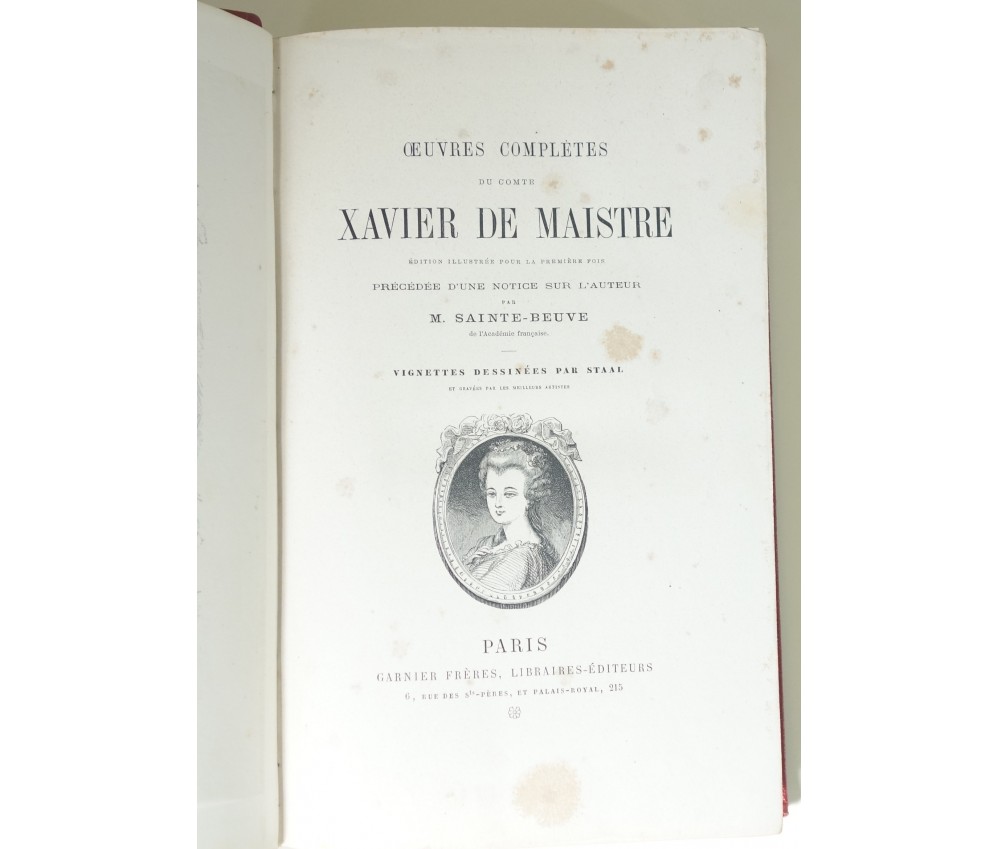 ŒUVRES COMPLÈTES
DU COMTE
XAVIER DE MAISTRE
ÉDITION ILLUSTRÉE POUR LA PREMIÈRE FOIS
PRÉCÉDÉE D'UNE NOTICE SUR L'AUTEUR
PAR
M. SAINTE-BEUVE
de l'Académie française.
VIGNETTES DESSINÉES PAR STAAL
ET GRAVÉES PAR LES MEILLEURS ARTISTES
PARIS
GARNIER FRÈRES, LIBRAIRES-ÉDITEURS
6, RUE DES Sts-PÈRES, ET PALAIS-ROYAL, 215